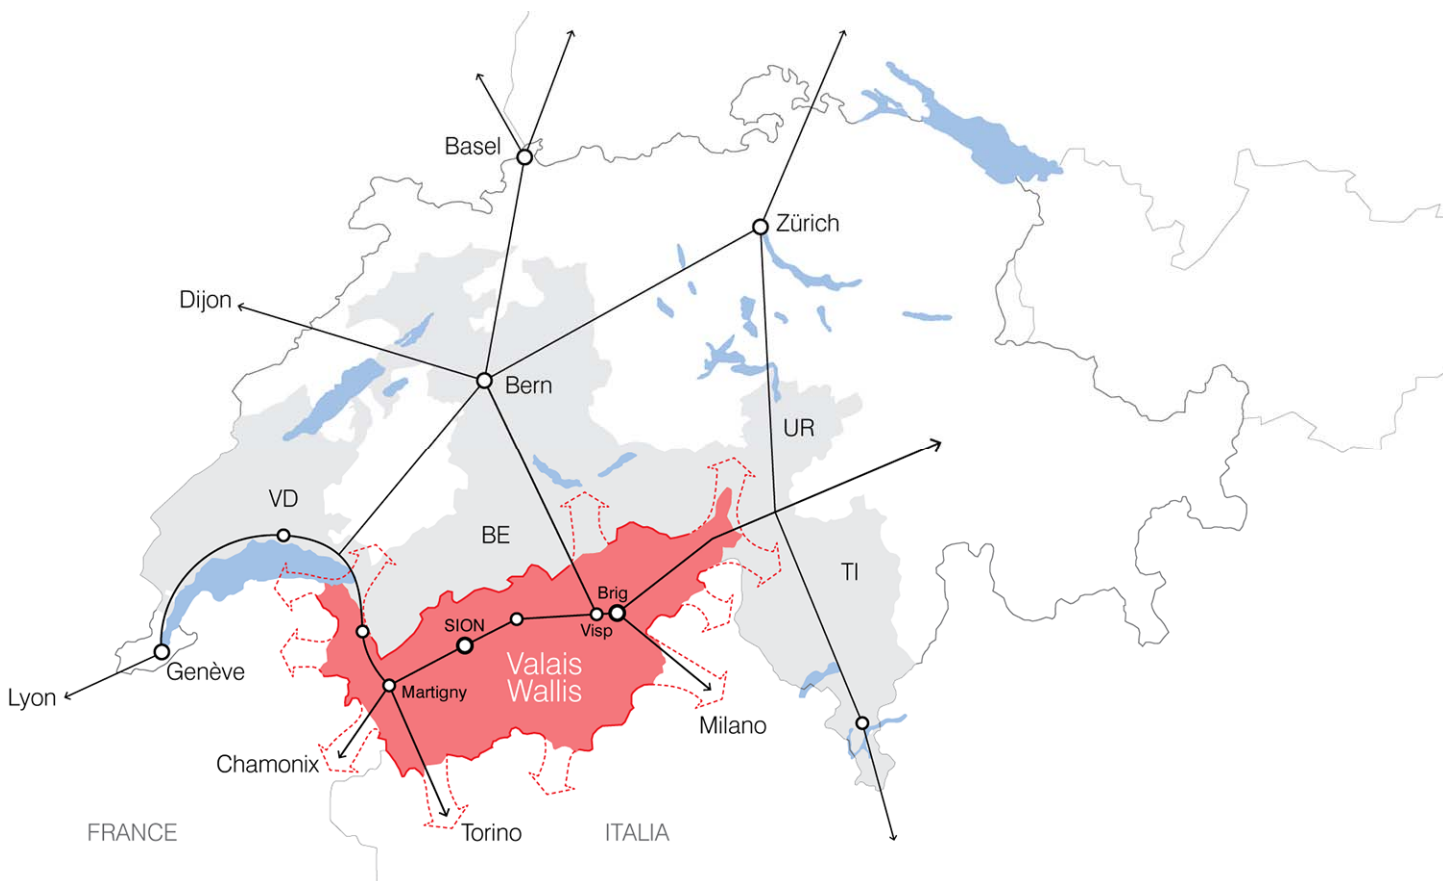 Basel
Zürich
Dijon
Bern
UR
VD
BE
TI
Brig
SION
Visp
Genève
Valais
Wallis
Martigny
Lyon
Milano
Chamonix
FRANCE
Torino
ITALIA